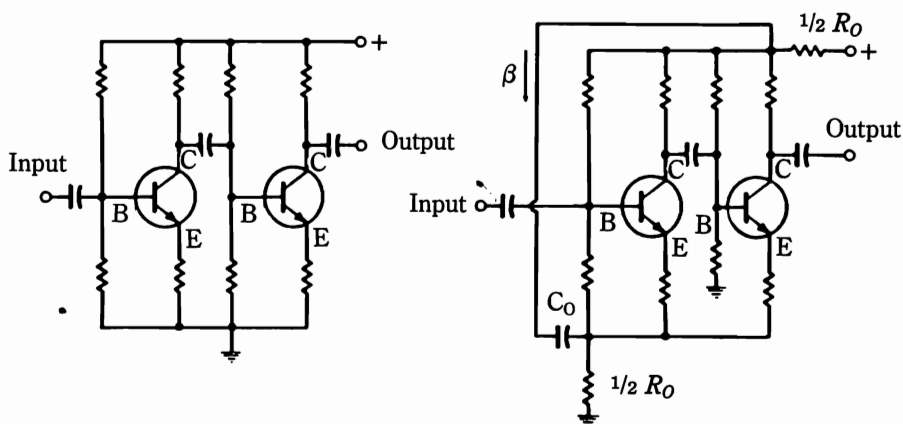 Input
B
C
E
B
C
E
+
Output
β
1/2 R_O
+
Input
B
C
E
B
C
E
Output
C_O
1/2 R_O